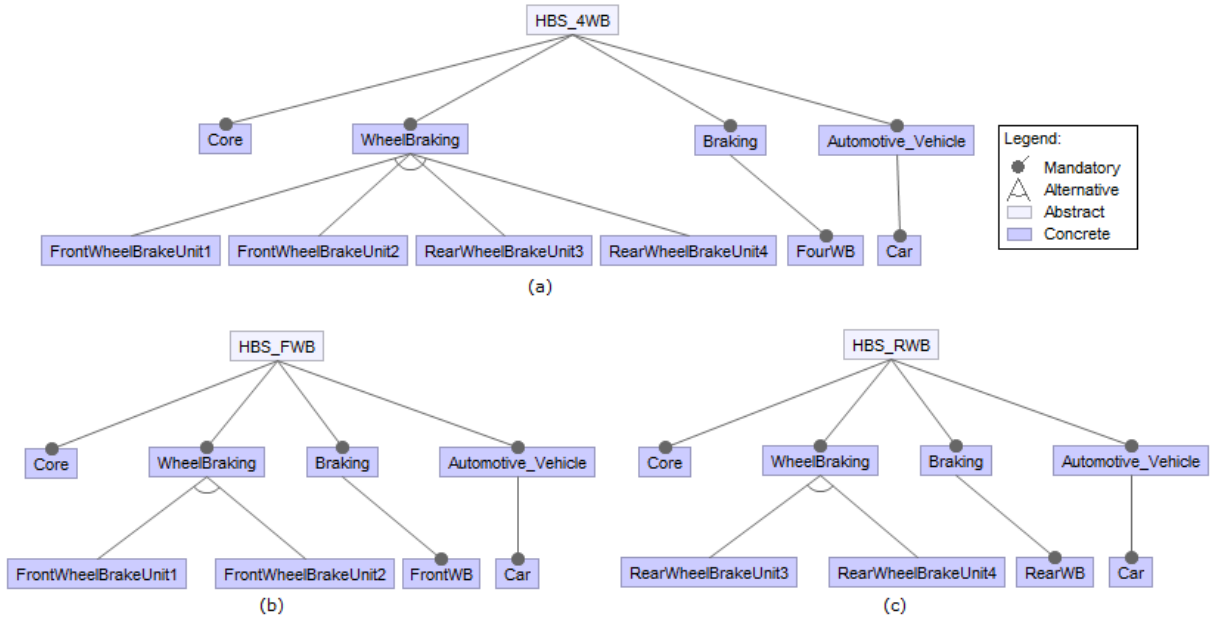 HBS_4WB
Core
WheelBraking
Braking
Automotive_Vehicle
FrontWheelBrakeUnit1
FrontWheelBrakeUnit2
RearWheelBrakeUnit3
RearWheelBrakeUnit4
FourWB
Car
Legend:
Mandatory
Alternative
Abstract
Concrete
(a)
HBS_FWB
Core
WheelBraking
Braking
Automotive_Vehicle
FrontWheelBrakeUnit1
FrontWheelBrakeUnit2
FrontWB
Car
(b)
HBS_RWB
Core
WheelBraking
Braking
Automotive_Vehicle
RearWheelBrakeUnit3
RearWheelBrakeUnit4
RearWB
Car
(c)